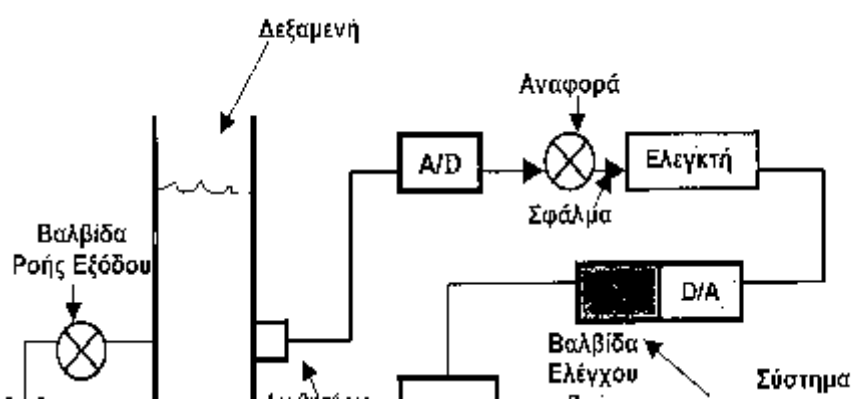 Δεξαμενή
Αναφορά
A/D
Ελεγκτή
Σφάλμα
Βαλβίδα
Ροής Εξόδου
D/A
Βαλβίδα
Ελέγχου
Σύστημα